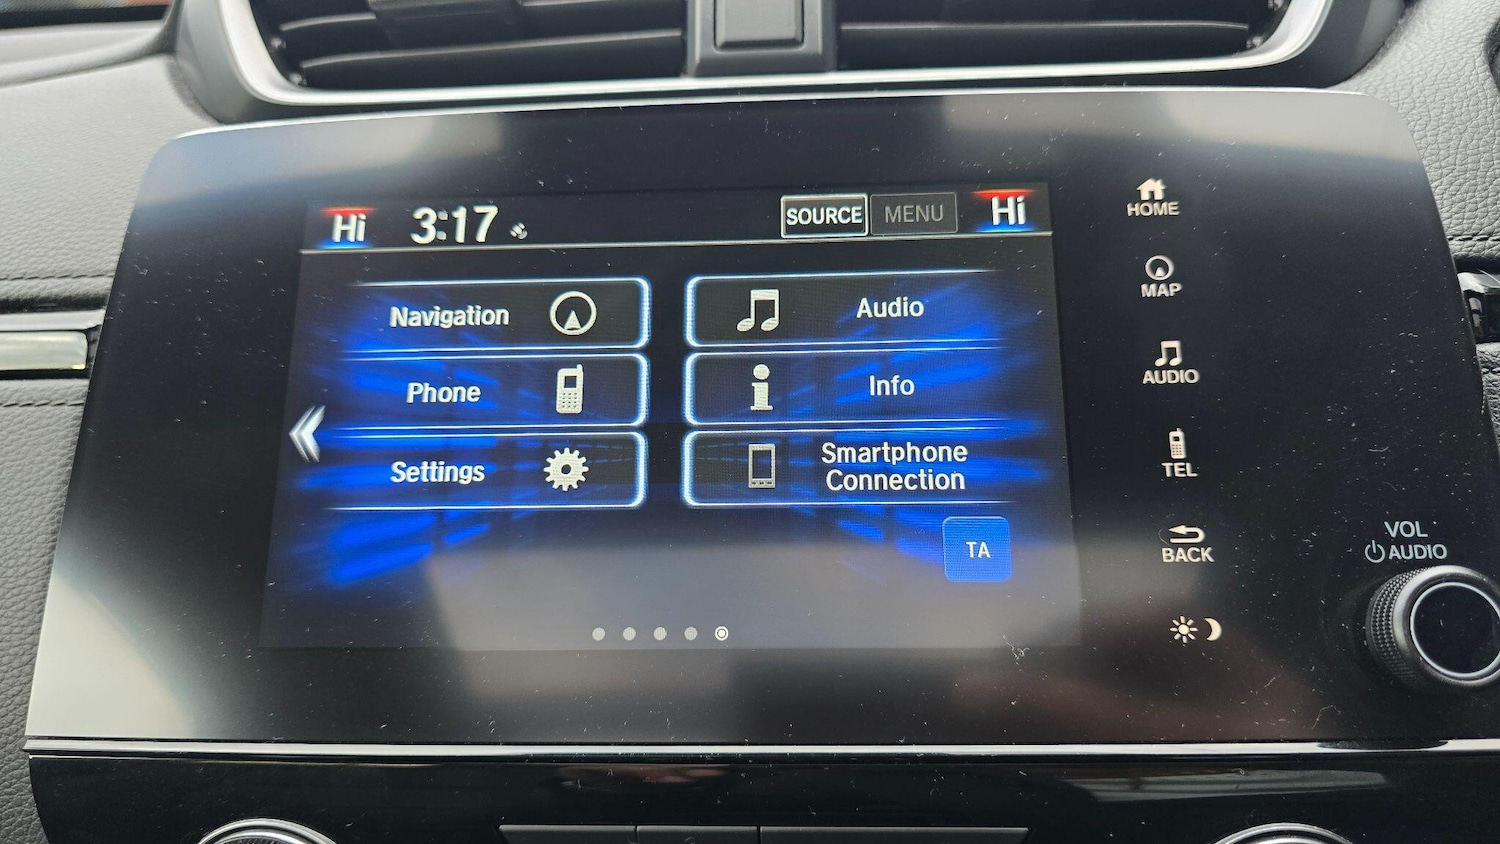 Hi 3:17 SOURCE MENU Hi
Navigation
Audio
Phone
Info
Settings
Smartphone
Connection
TA
HOME
MAP
AUDIO
TEL
BACK
VOL
AUDIO